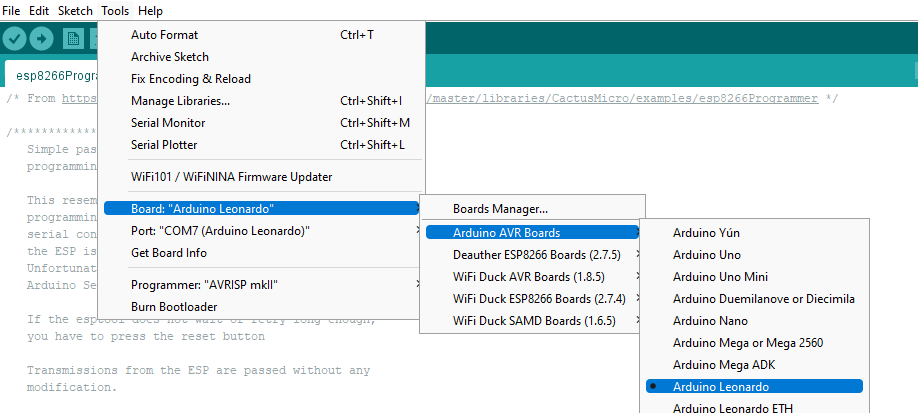 File Edit Sketch Tools Help
Auto Format Ctrl+T
Archive Sketch
Fix Encoding & Reload
Manage Libraries... Ctrl+Shift+I
Serial Monitor Ctrl+Shift+M
Serial Plotter Ctrl+Shift+L
WiFi101 / WiFiNINA Firmware Updater
Board: "Arduino Leonardo"
Port: "COM7 (Arduino Leonardo)"
Get Board Info
Programmer: "AVRISP mkII"
Burn Bootloader
Boards Manager...
Arduino AVR Boards
Deauther ESP8266 Boards (2.7.5)
WiFi Duck AVR Boards (1.8.5)
WiFi Duck ESP8266 Boards (2.7.4)
WiFi Duck SAMD Boards (1.6.5)
Arduino Yún
Arduino Uno
Arduino Uno Mini
Arduino Duemilanove or Diecimila
Arduino Nano
Arduino Mega or Mega 2560
Arduino Mega ADK
Arduino Leonardo
Arduino Leonardo ETH
esp8266Progra
/* From https /master/libraries/CactusMicro/examples/esp8266Programmer */
/*************
Simple pas
programmin
This resem
programmin
serial con
the ESP is
Unfortunat
Arduino Se
If the esptool does not wait or retry long enough,
you have to press the reset button
Transmissions from the ESP are passed without any
modification.